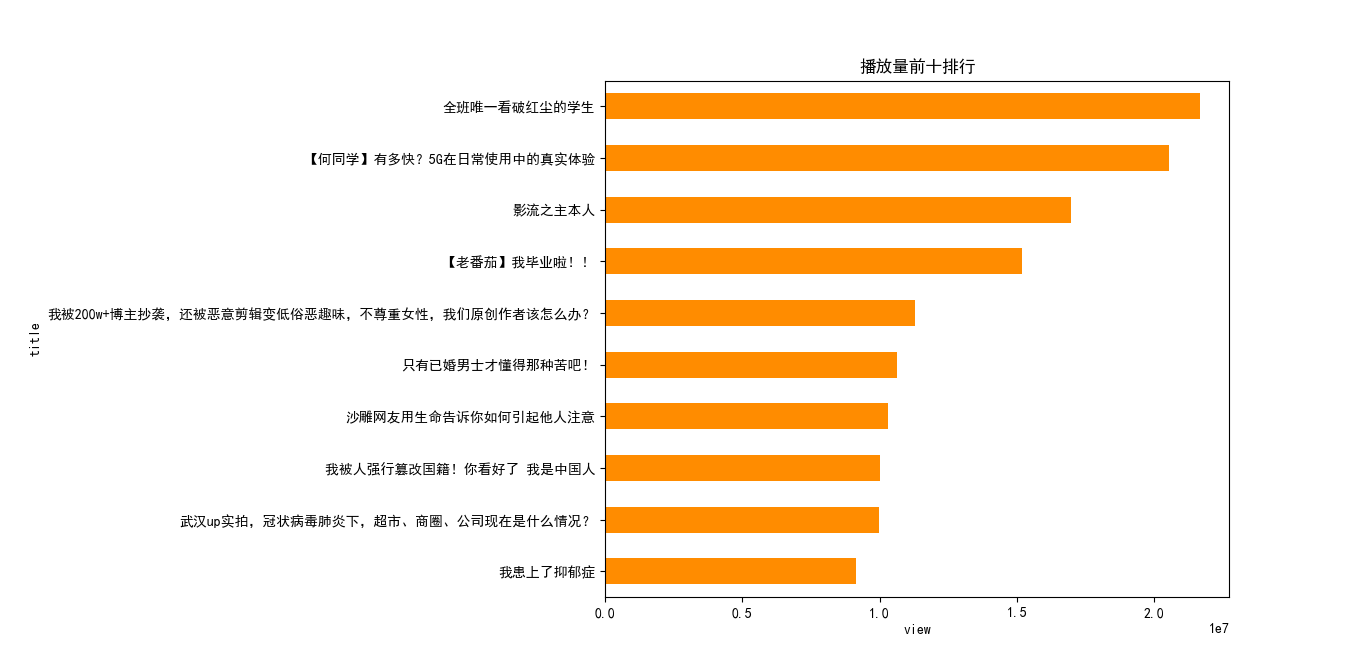 播放量前十排行
全班唯一看破红尘的学生
【何同学】有多快？5G在日常使用中的真实体验
影流之主本人
【老番茄】我毕业啦！！
我被200w+博主抄袭，还被恶意剪辑变低俗恶趣味，不尊重女性，我们原创作者该怎么办？
只有已婚男士才懂得那种苦吧！
沙雕网友用生命告诉你如何引起他人注意
我被人强行篡改国籍！你看好了 我是中国人
武汉up实拍，冠状病毒肺炎下，超市、商圈、公司现在是什么情况？
我患上了抑郁症
title
0.0 0.5 1.0 1.5 2.0
view
1e7